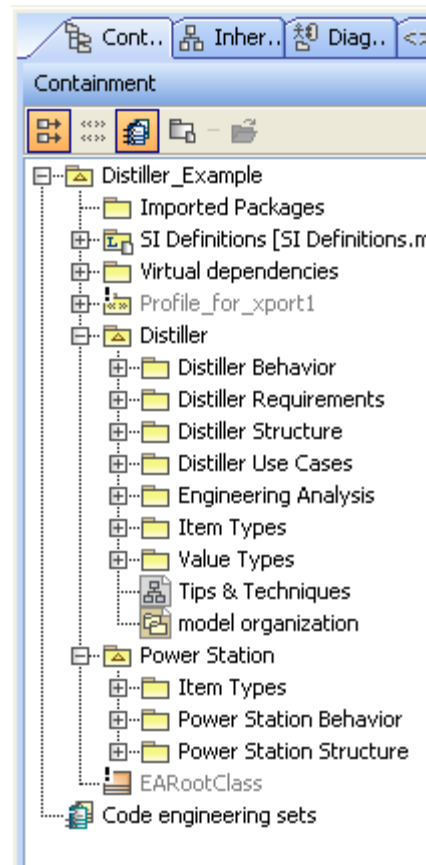 Cont.. Inher.. Diag..
Containment
Distiller_Example
Imported Packages
SI Definitions [SI Definitions.m
Virtual dependencies
Profile_for_xport1
Distiller
Distiller Behavior
Distiller Requirements
Distiller Structure
Distiller Use Cases
Engineering Analysis
Item Types
Value Types
Tips & Techniques
model organization
Power Station
Item Types
Power Station Behavior
Power Station Structure
EARootClass
Code engineering sets